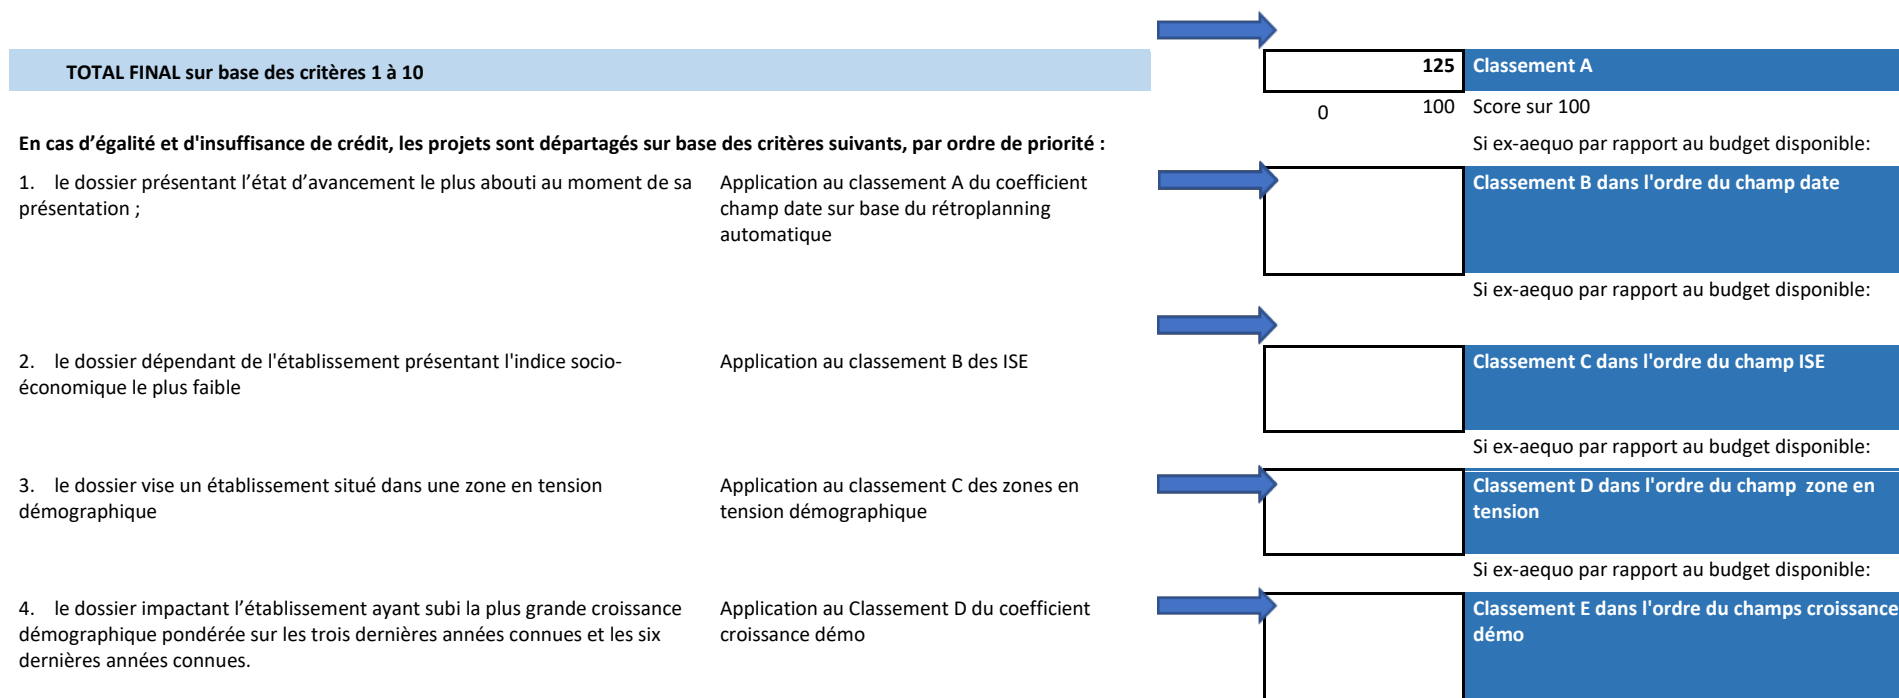 TOTAL FINAL sur base des critères 1 à 10
125
Classement A
0
100
Score sur 100
En cas d’égalité et d'insuffisance de crédit, les projets sont départagés sur base des critères suivants, par ordre de priorité :
Si ex-aequo par rapport au budget disponible:
1. le dossier présentant l’état d’avancement le plus abouti au moment de sa
présentation ;
Application au classement A du coefficient
champ date sur base du rétroplanning
automatique
Classement B dans l'ordre du champ date
Si ex-aequo par rapport au budget disponible:
2. le dossier dépendant de l'établissement présentant l'indice socio-
économique le plus faible
Application au classement B des ISE
Classement C dans l'ordre du champ ISE
Si ex-aequo par rapport au budget disponible:
3. le dossier vise un établissement situé dans une zone en tension
démographique
Application au classement C des zones en
tension démographique
Classement D dans l'ordre du champ  zone en
tension
Si ex-aequo par rapport au budget disponible:
4. le dossier impactant l’établissement ayant subi la plus grande croissance
démographique pondérée sur les trois dernières années connues et les six
dernières années connues.
Application au Classement D du coefficient
croissance démo
Classement E dans l'ordre du champs croissance
démo